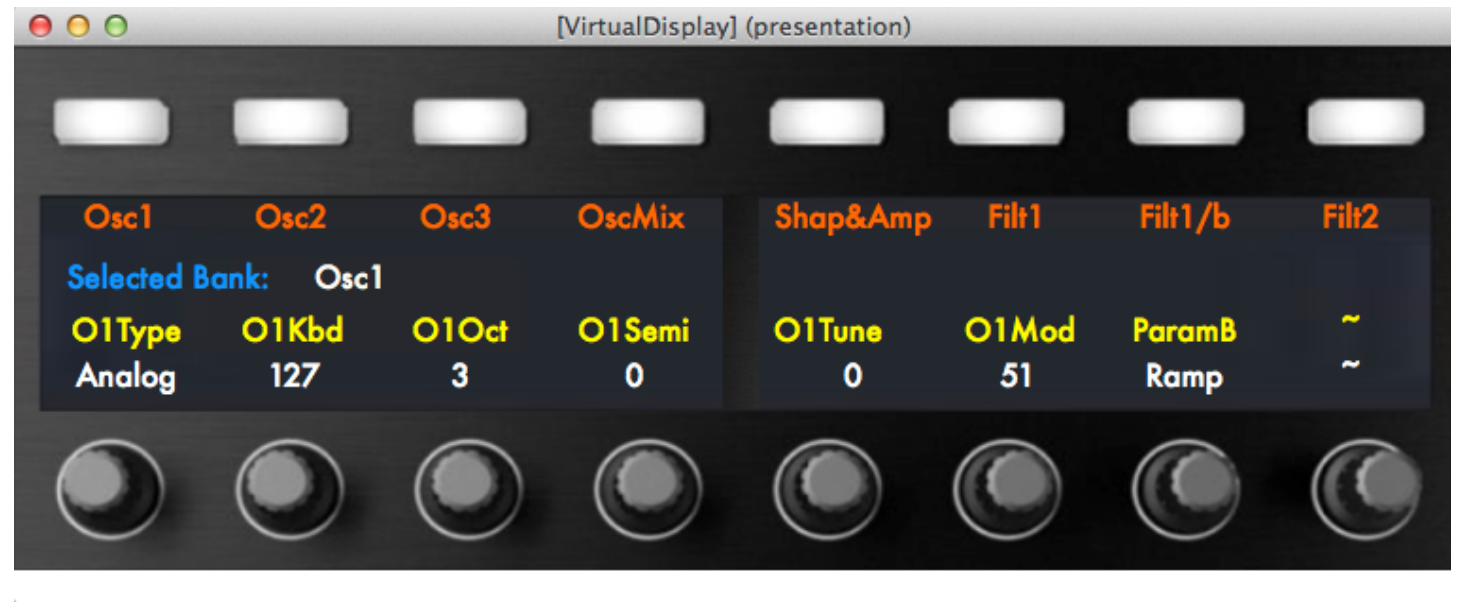 [VirtualDisplay] (presentation)
Osc1 Osc2 Osc3 OscMix Shap&Amp Filt1 Filt1/b Filt2
Selected Bank: Osc1
O1Type O1Kbd O1Oct O1Semi O1Tune O1Mod ParamB ~
Analog 127 3 0 0 51 Ramp ~